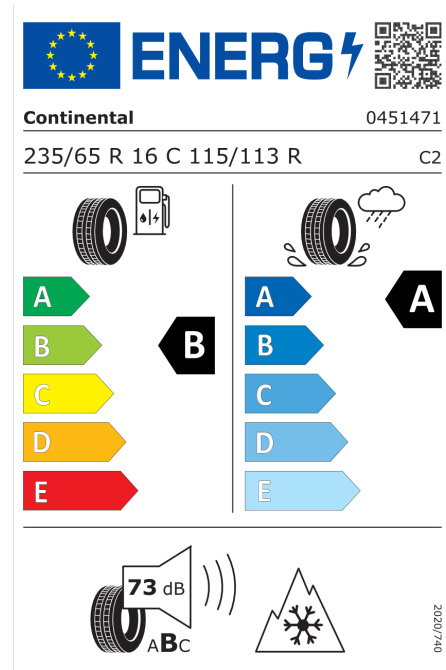 ENERG
Continental 0451471
235/65 R 16 C 115/113 R C2
A A
A
B B
B
C C
D D
E E
73 dB
ABC
2020/740